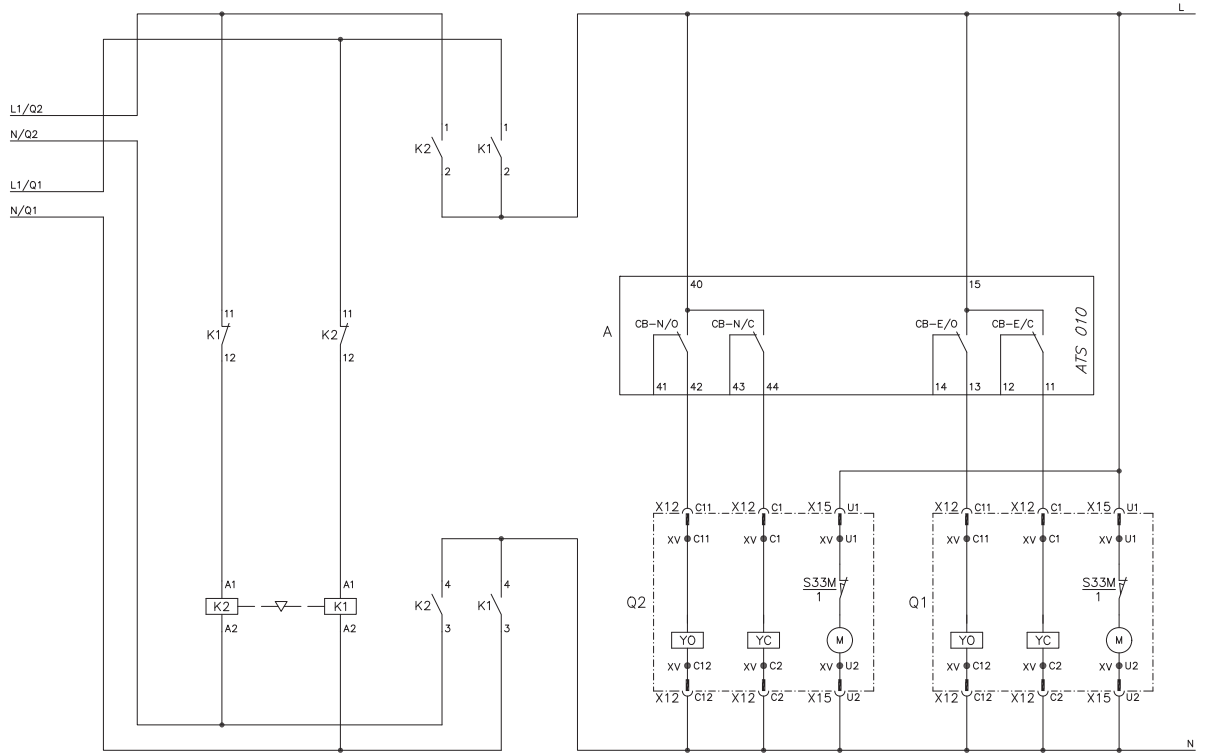 L
L1/Q2
N/Q2
1 1
K2 K1
2 2
L1/Q1
N/Q1
40 15
11 11
CB-N/O CB-N/C CB-E/O CB-E/C
K1 K2
A
ATS 010
12 12
41 42 43 44 14 13 12 11
X12 C11 X12 C1 X15 U1 X12 C11 X12 C1 X15 U1
XV C11 XV C1 XV U1 XV C11 XV C1 XV U1
A1 A1 4 4 S33M S33M
1 1
K2 K1 K2 K1 Q2 Q1
A2 A2 3 3
YO YC M YO YC M
XV C12 XV C2 XV U2 XV C12 XV C2 XV U2
X12 C12 X12 C2 X15 U2 X12 C12 X12 C2 X15 U2
N